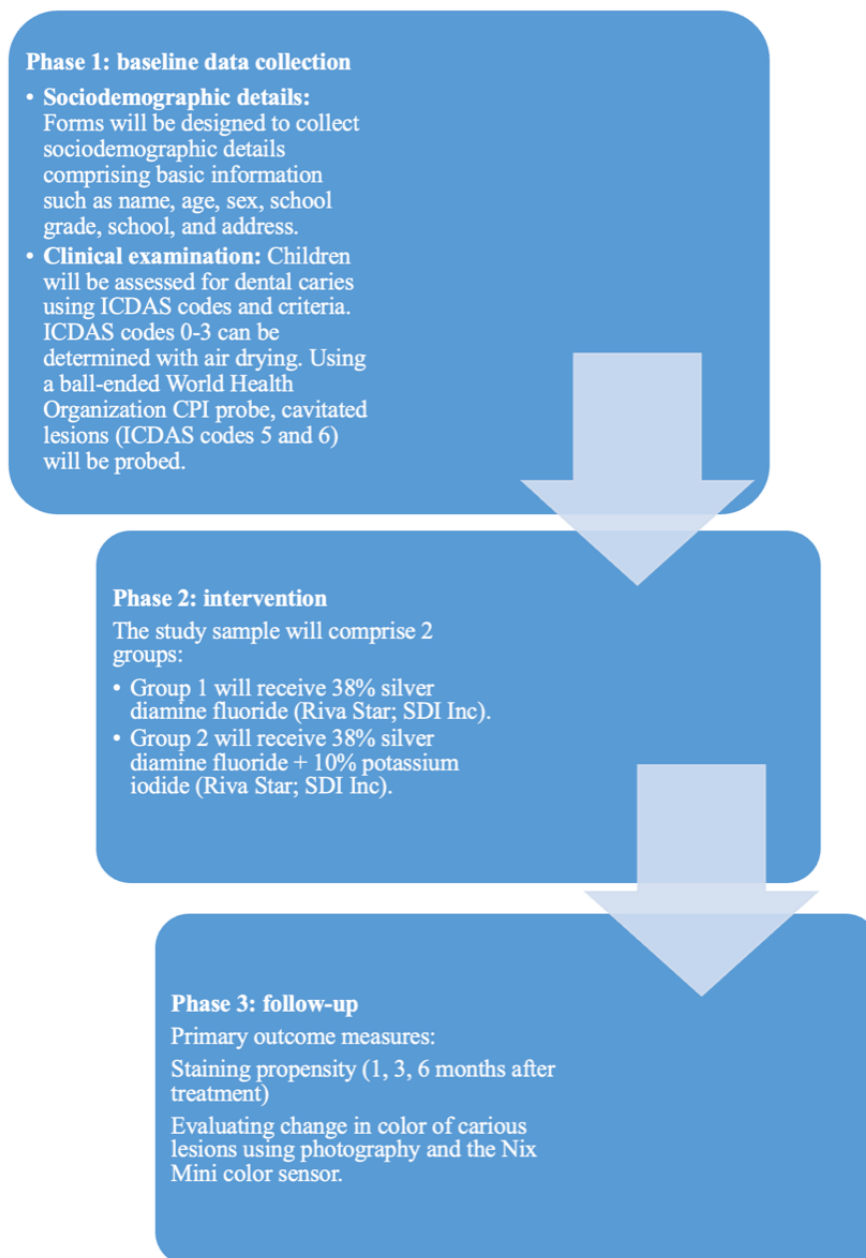 Phase 1: baseline data collection
• Sociodemographic details:
Forms will be designed to collect
sociodemographic details
comprising basic information
such as name, age, sex, school
grade, school, and address.
• Clinical examination: Children
will be assessed for dental caries
using ICDAS codes and criteria.
ICDAS codes 0-3 can be
determined with air drying. Using
a ball-ended World Health
Organization CPI probe, cavitated
lesions (ICDAS codes 5 and 6)
will be probed.
Phase 2: intervention
The study sample will comprise 2
groups:
• Group 1 will receive 38% silver
diamine fluoride (Riva Star; SDI Inc).
• Group 2 will receive 38% silver
diamine fluoride + 10% potassium
iodide (Riva Star; SDI Inc).
Phase 3: follow-up
Primary outcome measures:
Staining propensity (1, 3, 6 months after
treatment)
Evaluating change in color of carious
lesions using photography and the Nix
Mini color sensor.